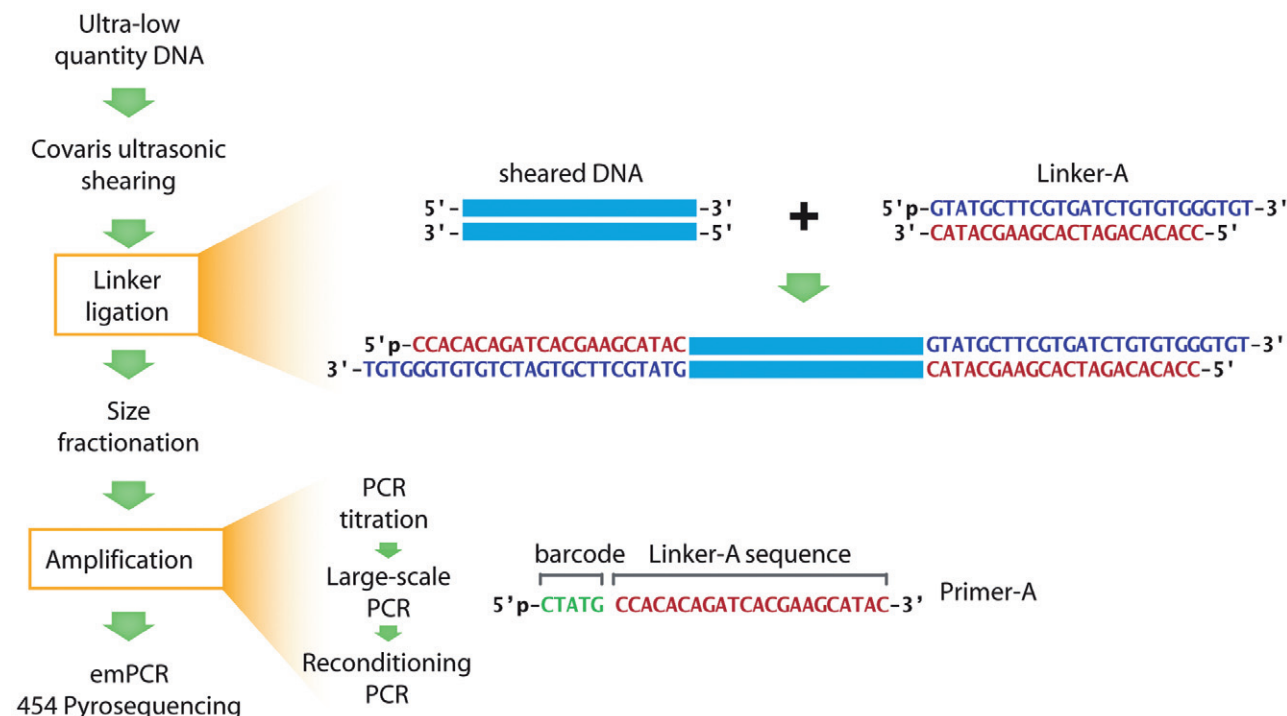 Ultra-low
quantity DNA
Covaris ultrasonic
shearing
Linker
ligation
Size
fractionation
Amplification
emPCR
454 Pyrosequencing
sheared DNA
5'- -3'
3'- -5'
+
Linker-A
5'p-GTATGCTTCGTGATCTGTGTGGGTGT-3'
3'-CATACGAAGCACTAGACACACC-5'
5'p-CCACACAGATCACGAAGCATAC GTATGCTTCGTGATCTGTGTGGGTGT-3'
3'-TGTGGGTGTGTCTAGTGCTTCGTATG CATACGAAGCACTAGACACACC-5'
PCR
titration
Large-scale
PCR
Reconditioning
PCR
barcode Linker-A sequence
5'p-CTATG CCACACAGATCACGAAGCATAC-3'
Primer-A